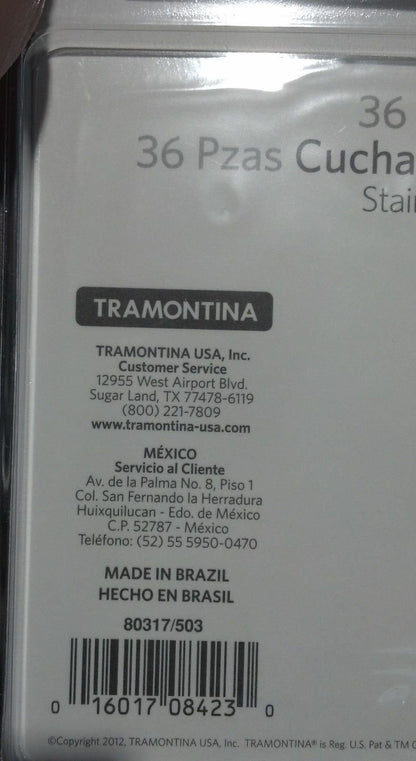 36
36 Pzas Cucha
Stai
TRAMONTINA
TRAMONTINA USA, Inc.
Customer Service
12955 West Airport Blvd.
Sugar Land, TX 77478-6119
(800) 221-7809
www.tramontina-usa.com
MÉXICO
Servicio al Cliente
Av. de la Palma No. 8, Piso 1
Col. San Fernando la Herradura
Huixquilucan - Edo. de México
C.P. 52787 - México
Teléfono: (52) 55 5950-0470
MADE IN BRAZIL
HECHO EN BRASIL
80317/503
0 16017 08423 0
©Copyright 2012, TRAMONTINA USA, Inc. TRAMONTINA® is Reg. U.S. Pat & TM